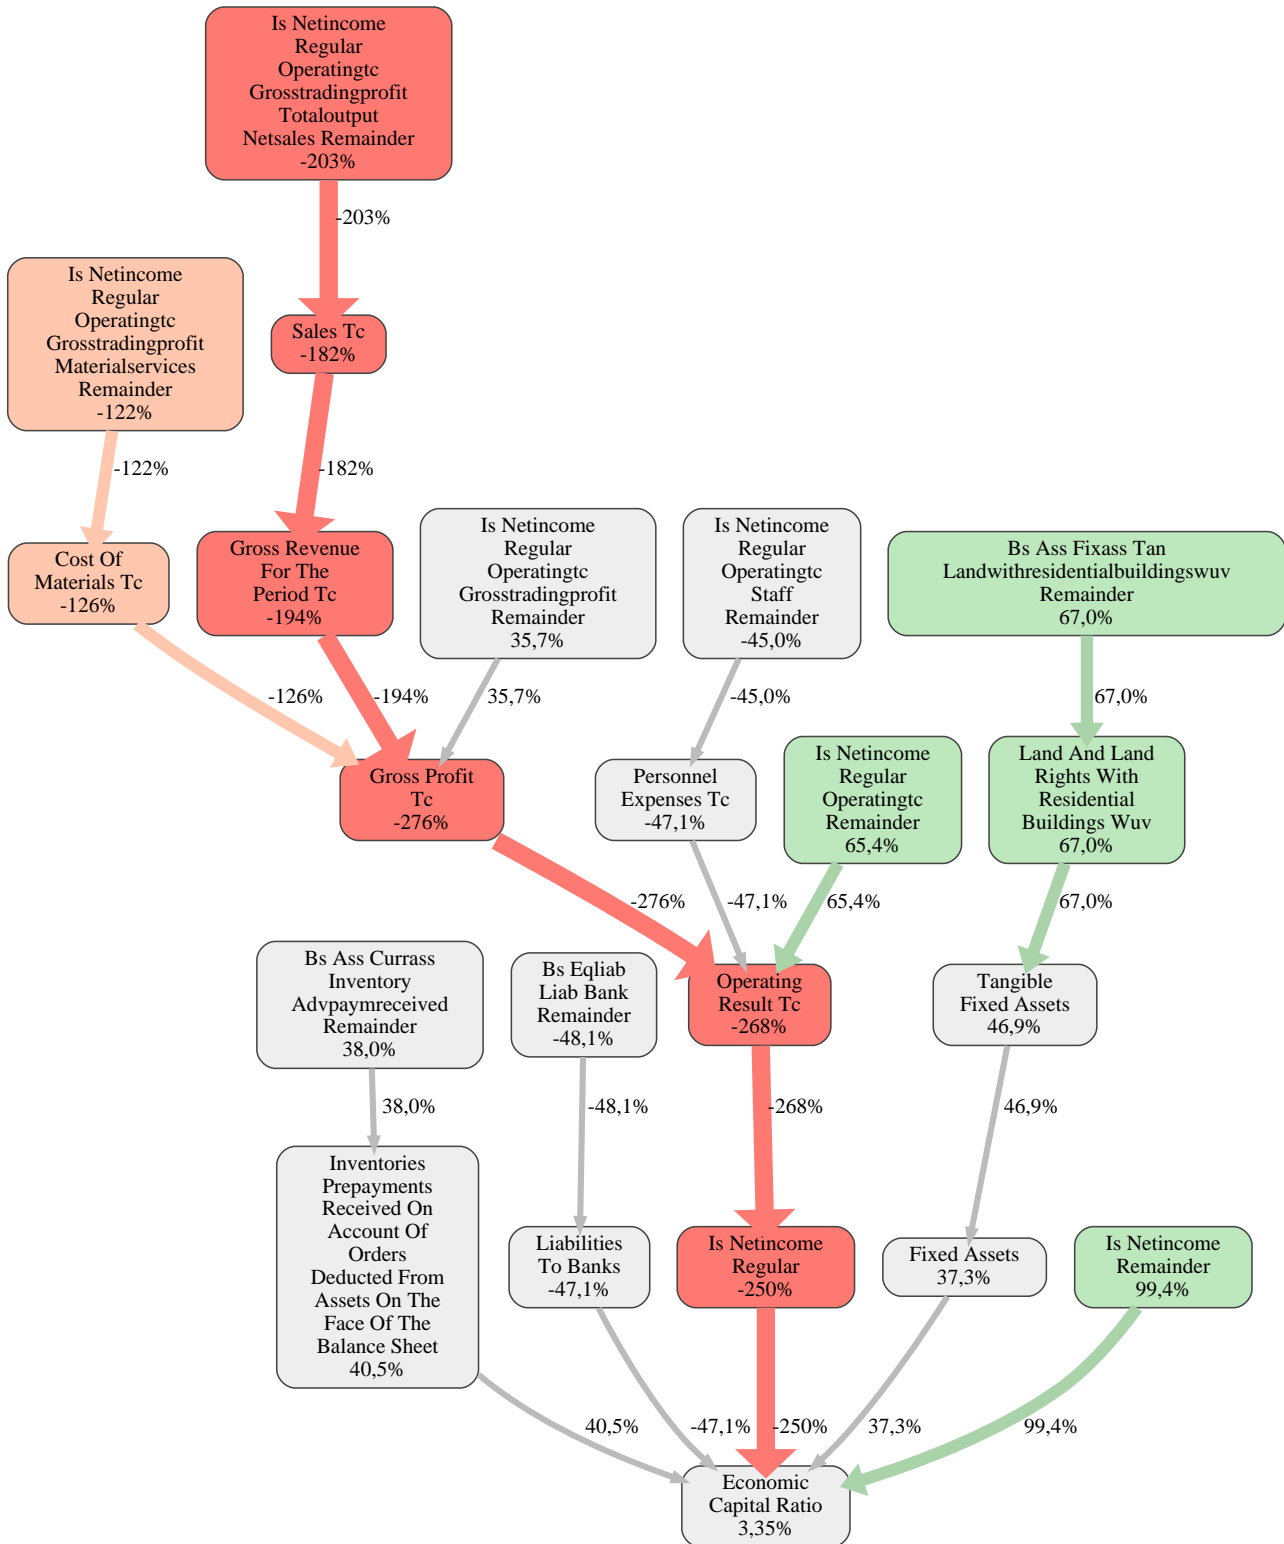 Is Netincome
Regular
Operatingtc
Grosstradingprofit
Totaloutput
Netsales Remainder
-203%
-203%
Is Netincome
Regular
Operatingtc
Grosstradingprofit
Materialservices
Remainder
-122%
Sales Tc
-182%
-122%
-182%
Cost Of
Materials Tc
-126%
Gross Revenue
For The
Period Tc
-194%
Is Netincome
Regular
Operatingtc
Grosstradingprofit
Remainder
35,7%
Is Netincome
Regular
Operatingtc
Staff
Remainder
-45,0%
Bs Ass Fixass Tan
Landwithresidentialbuildingswuv
Remainder
67,0%
-126%
-194%
35,7%
-45,0%
67,0%
Gross Profit
Tc
-276%
Personnel
Expenses Tc
-47,1%
Is Netincome
Regular
Operatingtc
Remainder
65,4%
Land And Land
Rights With
Residential
Buildings Wuv
67,0%
-276%
-47,1%
65,4%
67,0%
Bs Ass Currass
Inventory
Advpaymreceived
Remainder
38,0%
Bs Eqliab
Liab Bank
Remainder
-48,1%
Operating
Result Tc
-268%
Tangible
Fixed Assets
46,9%
38,0%
-48,1%
-268%
46,9%
Inventories
Prepayments
Received On
Account Of
Orders
Deducted From
Assets On The
Face Of The
Balance Sheet
40,5%
Liabilities
To Banks
-47,1%
Is Netincome
Regular
-250%
Fixed Assets
37,3%
Is Netincome
Remainder
99,4%
40,5%
-47,1%
-250%
37,3%
99,4%
Economic
Capital Ratio
3,35%